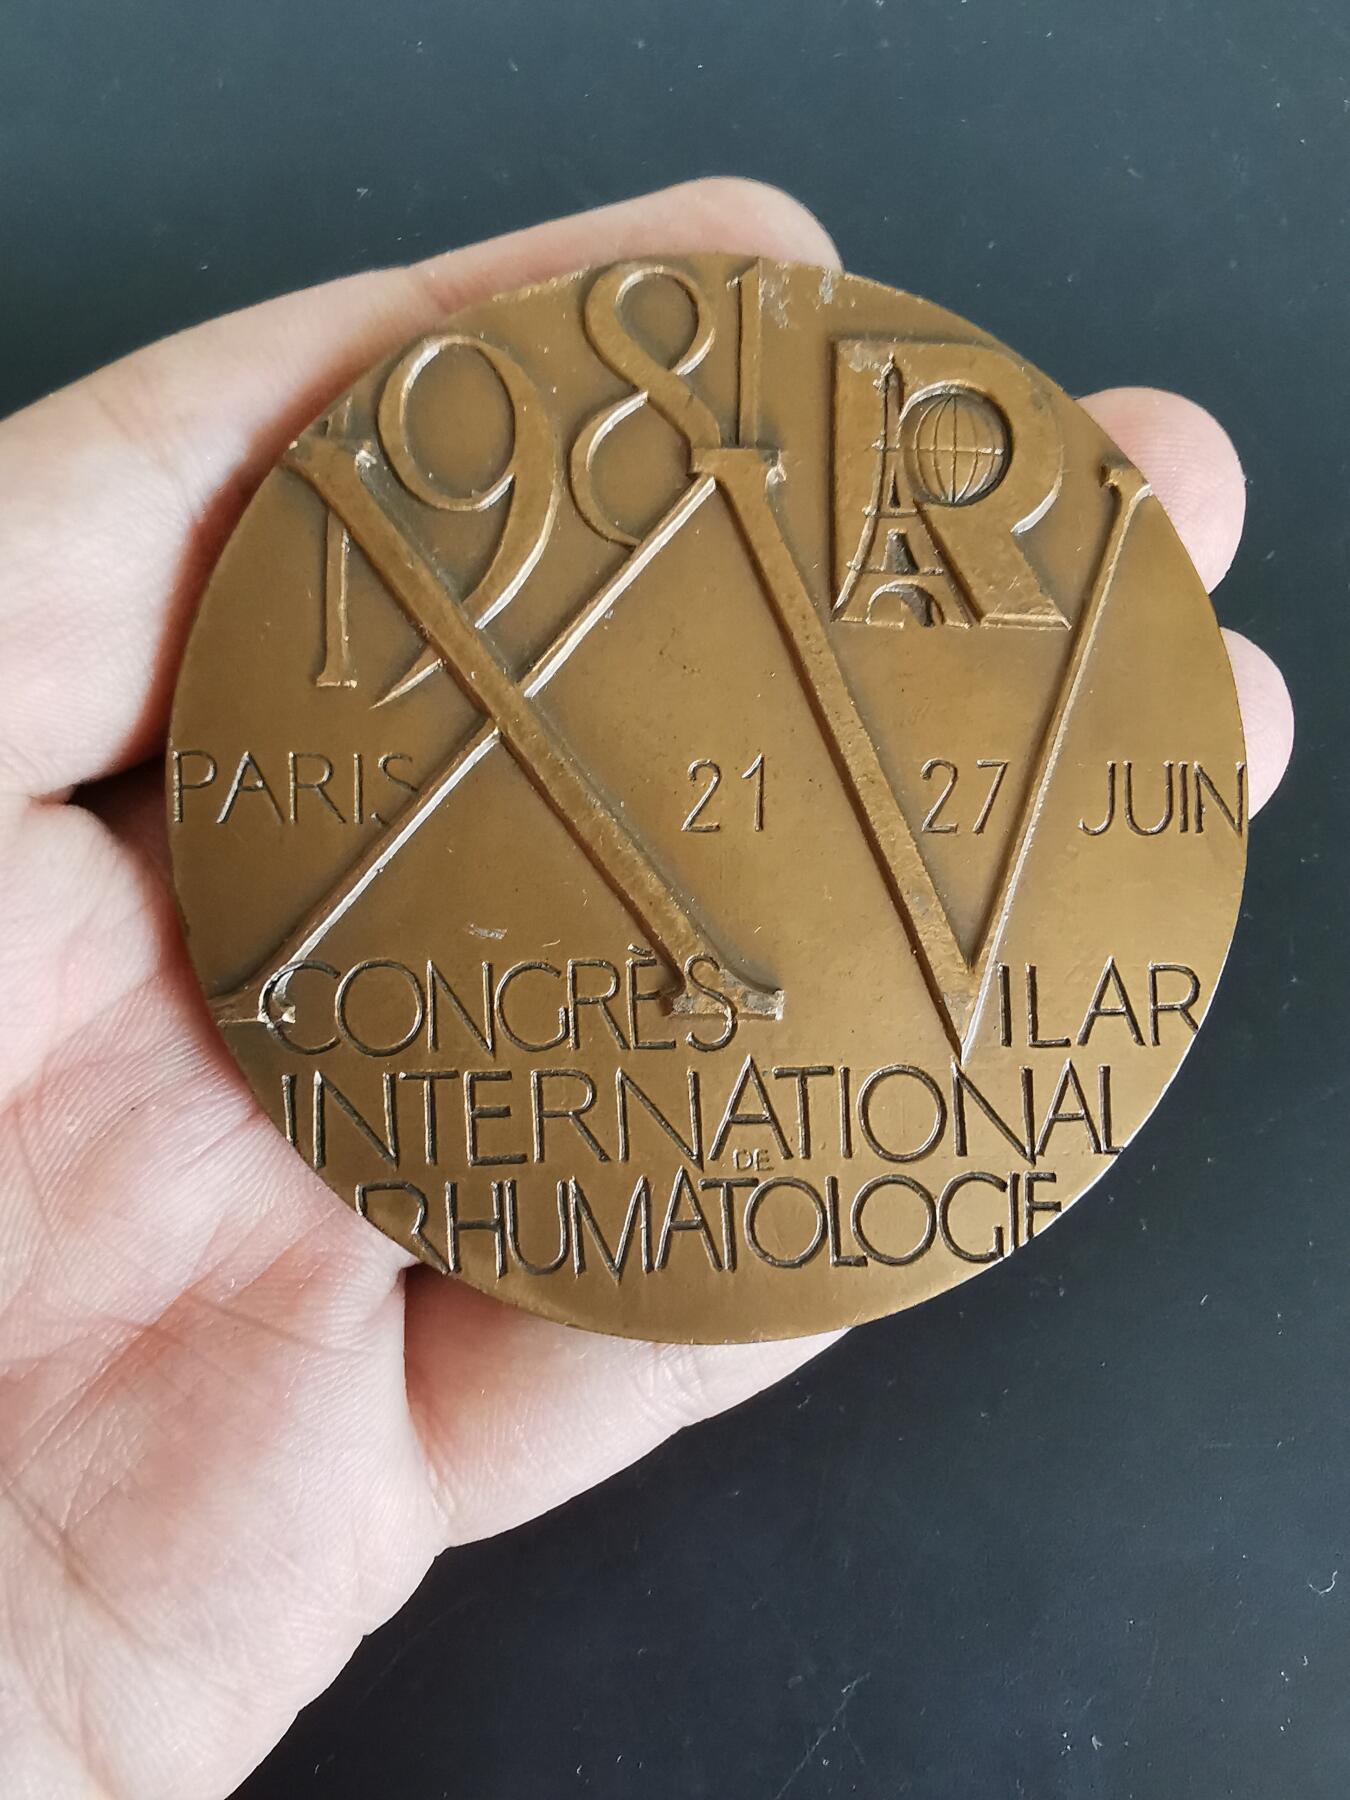 1981
R
XV
PARIS 21 27 JUIN
CONGRÈS ILAR
INTERNATIONAL
DE
RHUMATOLOGIE